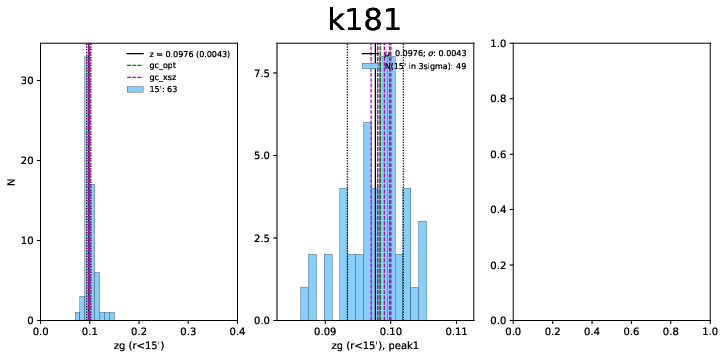 k181
z = 0.0976 (0.0043)
gc_opt
gc_xsz
15': 63
N
30
20
10
0
0.0 0.1 0.2 0.3 0.4
zg (r<15')
μ: 0.0976; σ: 0.0043
N(15' in 3sigma): 49
7.5
5.0
2.5
0.0
0.09 0.10 0.11
zg (r<15'), peak1
1.0
0.8
0.6
0.4
0.2
0.0
0.0 0.2 0.4 0.6 0.8 1.0